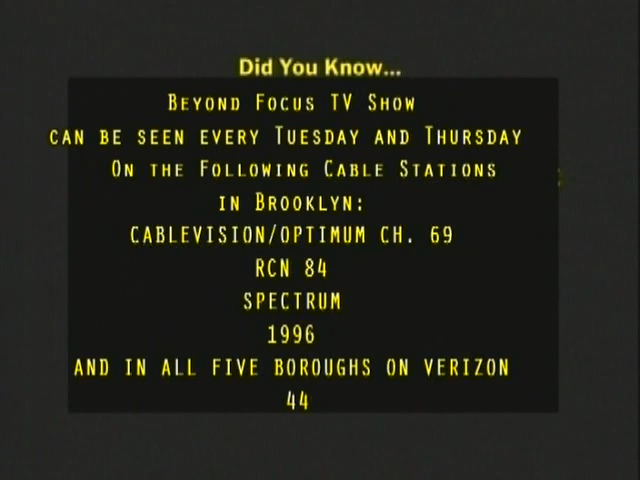 Did You Know...
Beyond Focus TV Show
can be seen every Tuesday and Thursday
On the Following Cable Stations
in Brooklyn:
CABLEVISION/OPTIMUM CH. 69
RCN 84
SPECTRUM
1996
AND IN ALL FIVE BOROUGHS ON VERIZON
44